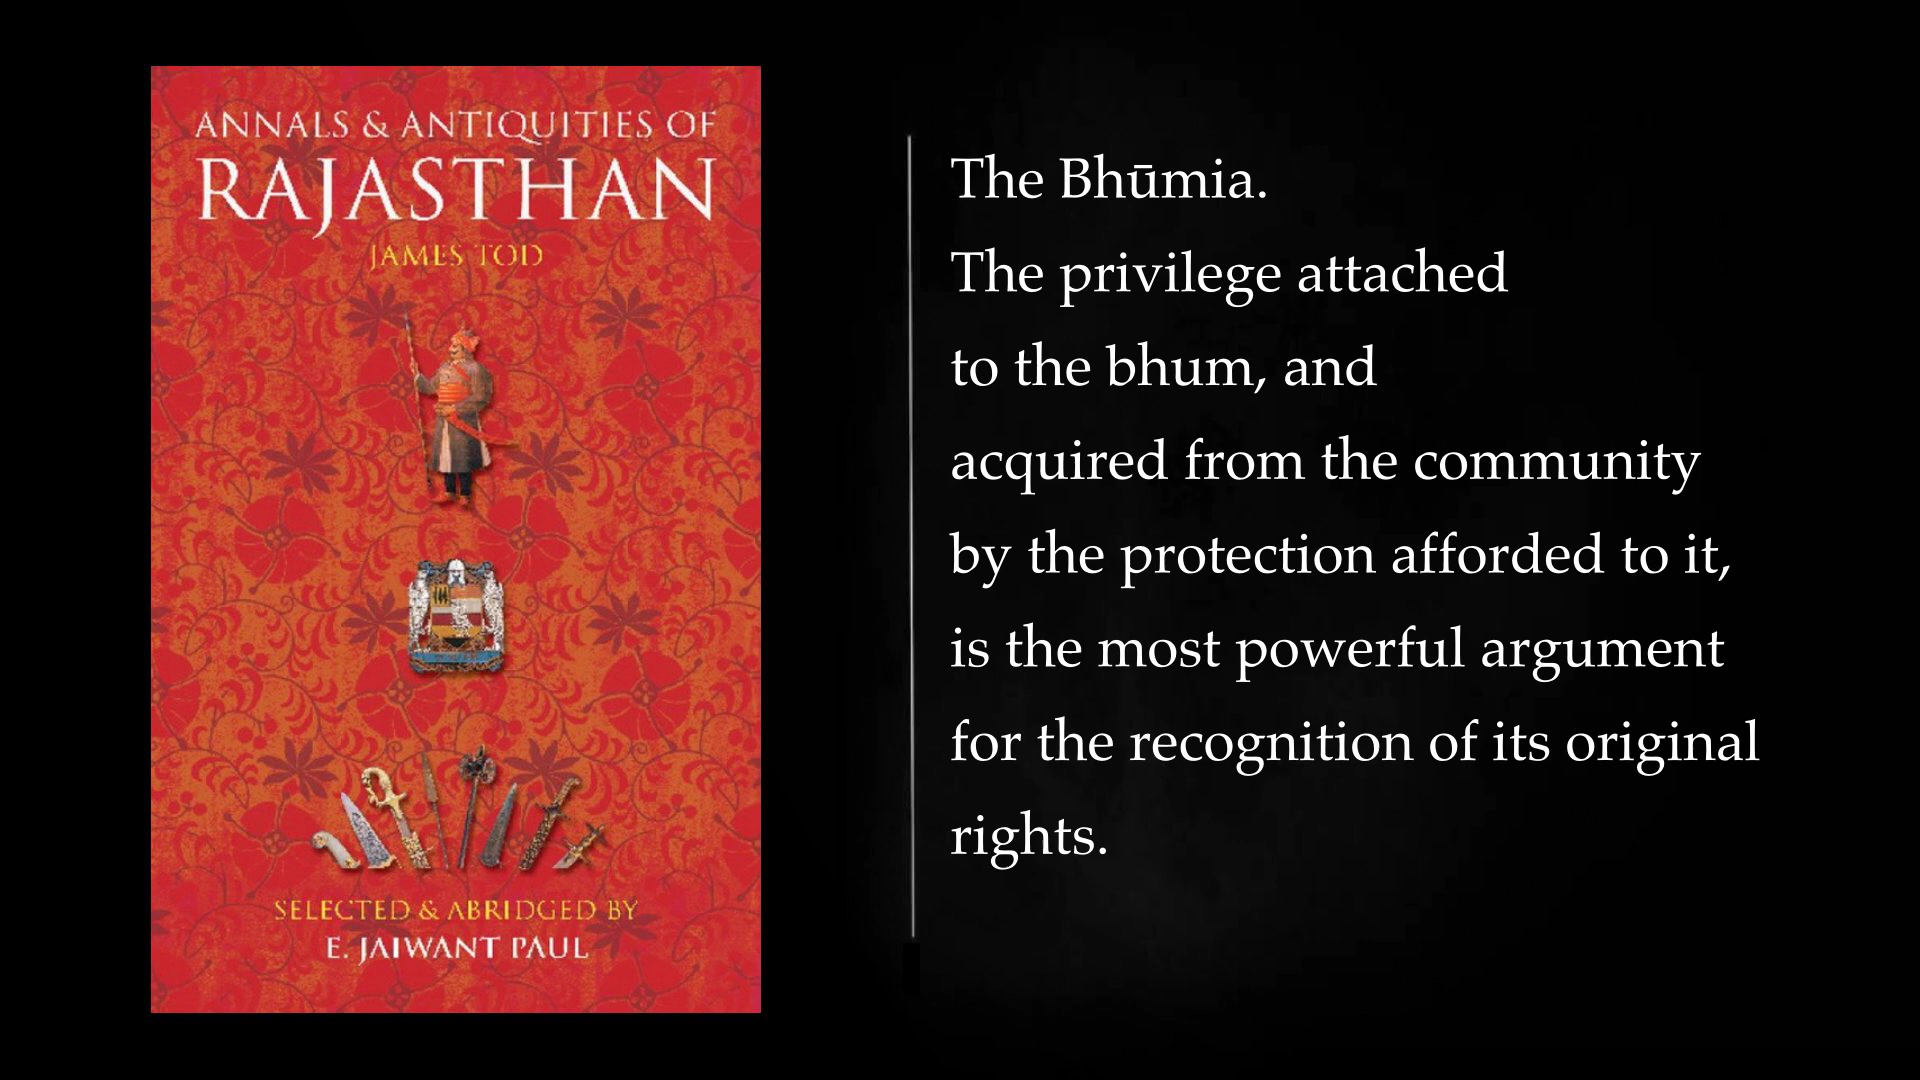 ANNALS & ANTIQUITIES OF
RAJASTHAN
JAMES TOD
SELECTED & ABRIDGED BY
E. JAIWANT PAUL
The Bhūmia.
The privilege attached
to the bhum, and
acquired from the community
by the protection afforded to it,
is the most powerful argument
for the recognition of its original
rights.